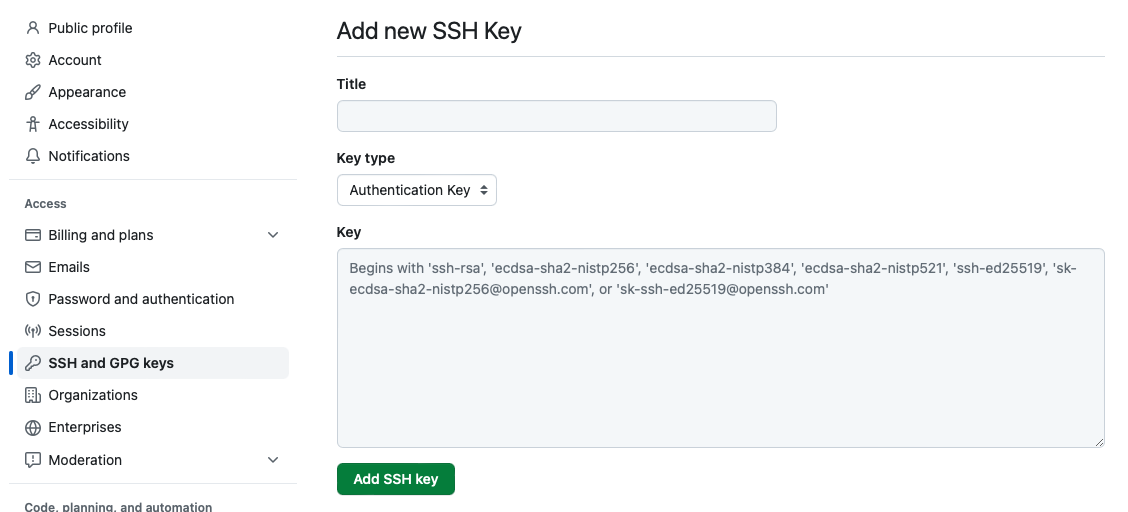 Public profile
Account
Appearance
Accessibility
Notifications
Access
Billing and plans
Emails
Password and authentication
Sessions
SSH and GPG keys
Organizations
Enterprises
Moderation
Code, planning, and automation
Add new SSH Key
Title
Key type
Authentication Key
Key
Begins with 'ssh-rsa', 'ecdsa-sha2-nistp256', 'ecdsa-sha2-nistp384', 'ecdsa-sha2-nistp521', 'ssh-ed25519', 'sk-
ecdsa-sha2-nistp256@openssh.com', or 'sk-ssh-ed25519@openssh.com'
Add SSH key